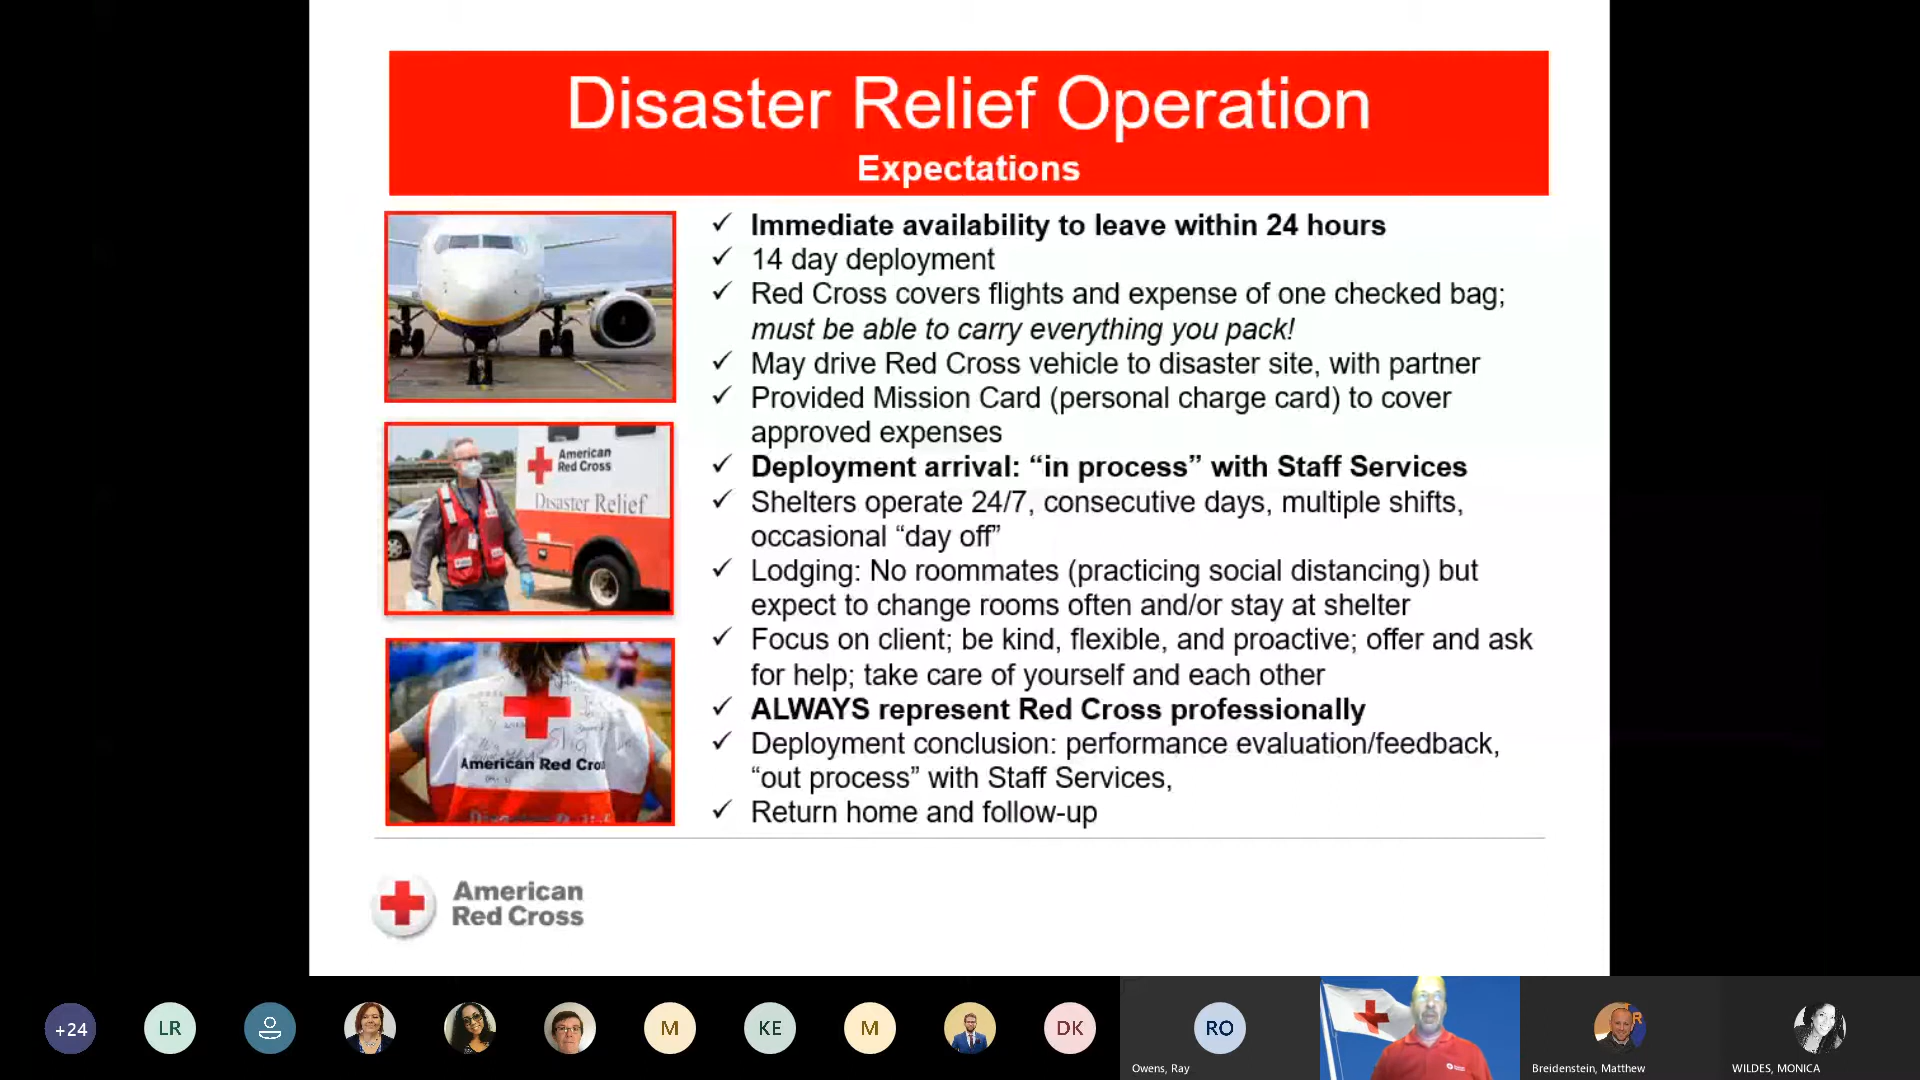 Disaster Relief Operation
Expectations
✓ Immediate availability to leave within 24 hours
✓ 14 day deployment
✓ Red Cross covers flights and expense of one checked bag;
must be able to carry everything you pack!
✓ May drive Red Cross vehicle to disaster site, with partner
✓ Provided Mission Card (personal charge card) to cover
approved expenses
✓ Deployment arrival: “in process” with Staff Services
✓ Shelters operate 24/7, consecutive days, multiple shifts,
occasional “day off”
✓ Lodging: No roommates (practicing social distancing) but
expect to change rooms often and/or stay at shelter
✓ Focus on client; be kind, flexible, and proactive; offer and ask
for help; take care of yourself and each other
✓ ALWAYS represent Red Cross professionally
✓ Deployment conclusion: performance evaluation/feedback,
“out process” with Staff Services,
✓ Return home and follow-up
American
Red Cross
Disaster Relief
American Red Cro
American
Red Cross
+24
LR
M
KE
M
DK
RO
Owens, Ray
Breidenstein, Matthew
WILDES, MONICA